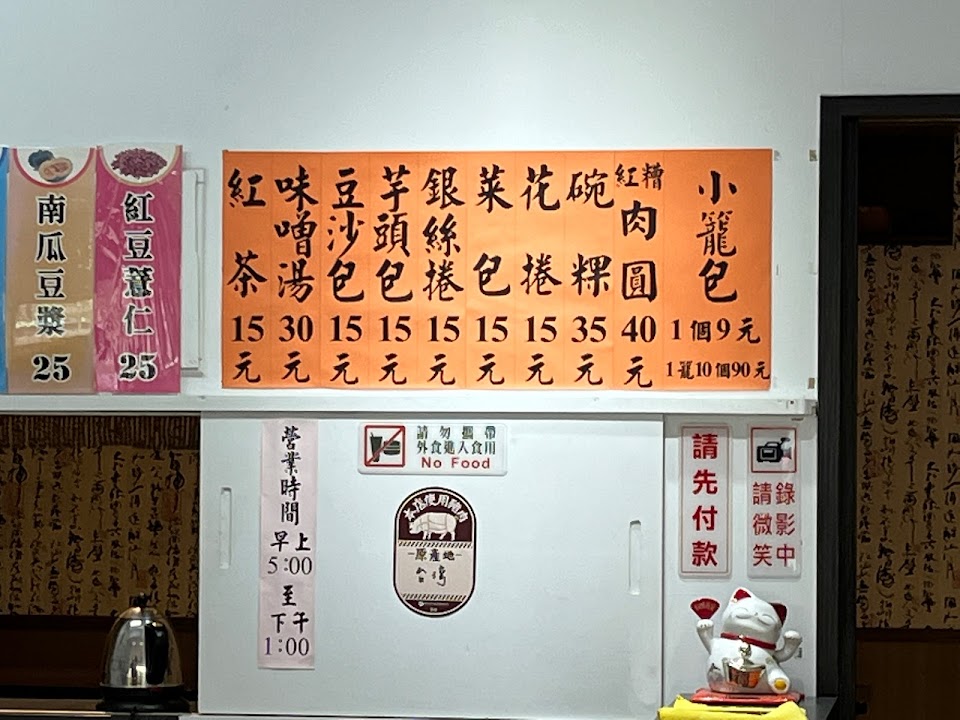 南瓜豆漿 25
紅豆薏仁 25
紅茶 15元
味噌湯 30元
豆沙包 15元
芋頭包 15元
銀絲捲 15元
菜包 15元
花捲 15元
碗粿 35元
紅糟肉圓 40元
小籠包
1個9元
1籠10個90元
營業時間
早上
5:00
至
下午
1:00
請勿攜帶
外食進入食用
No Food
本店使用豬肉
原產地
台灣
請先付款
錄影中
請微笑